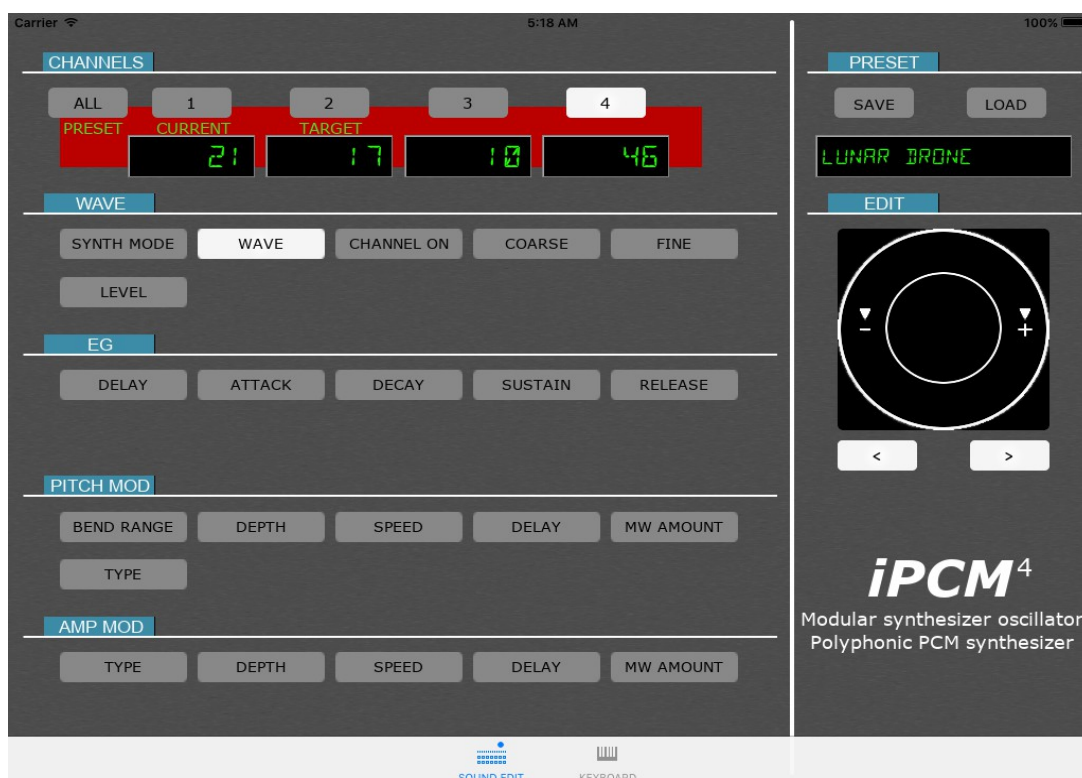 Carrier 5:18 AM 100%
CHANNELS
ALL 1 2 3 4
PRESET CURRENT TARGET
21 17 10 46
WAVE
SYNTH MODE WAVE CHANNEL ON COARSE FINE
LEVEL
EG
DELAY ATTACK DECAY SUSTAIN RELEASE
PITCH MOD
BEND RANGE DEPTH SPEED DELAY MW AMOUNT
TYPE
AMP MOD
TYPE DEPTH SPEED DELAY MW AMOUNT
PRESET
SAVE LOAD
LUNAR DRONE
EDIT
- +
< >
iPCM4
Modular synthesizer oscillator
Polyphonic PCM synthesizer
SOUND EDIT KEYBOARD